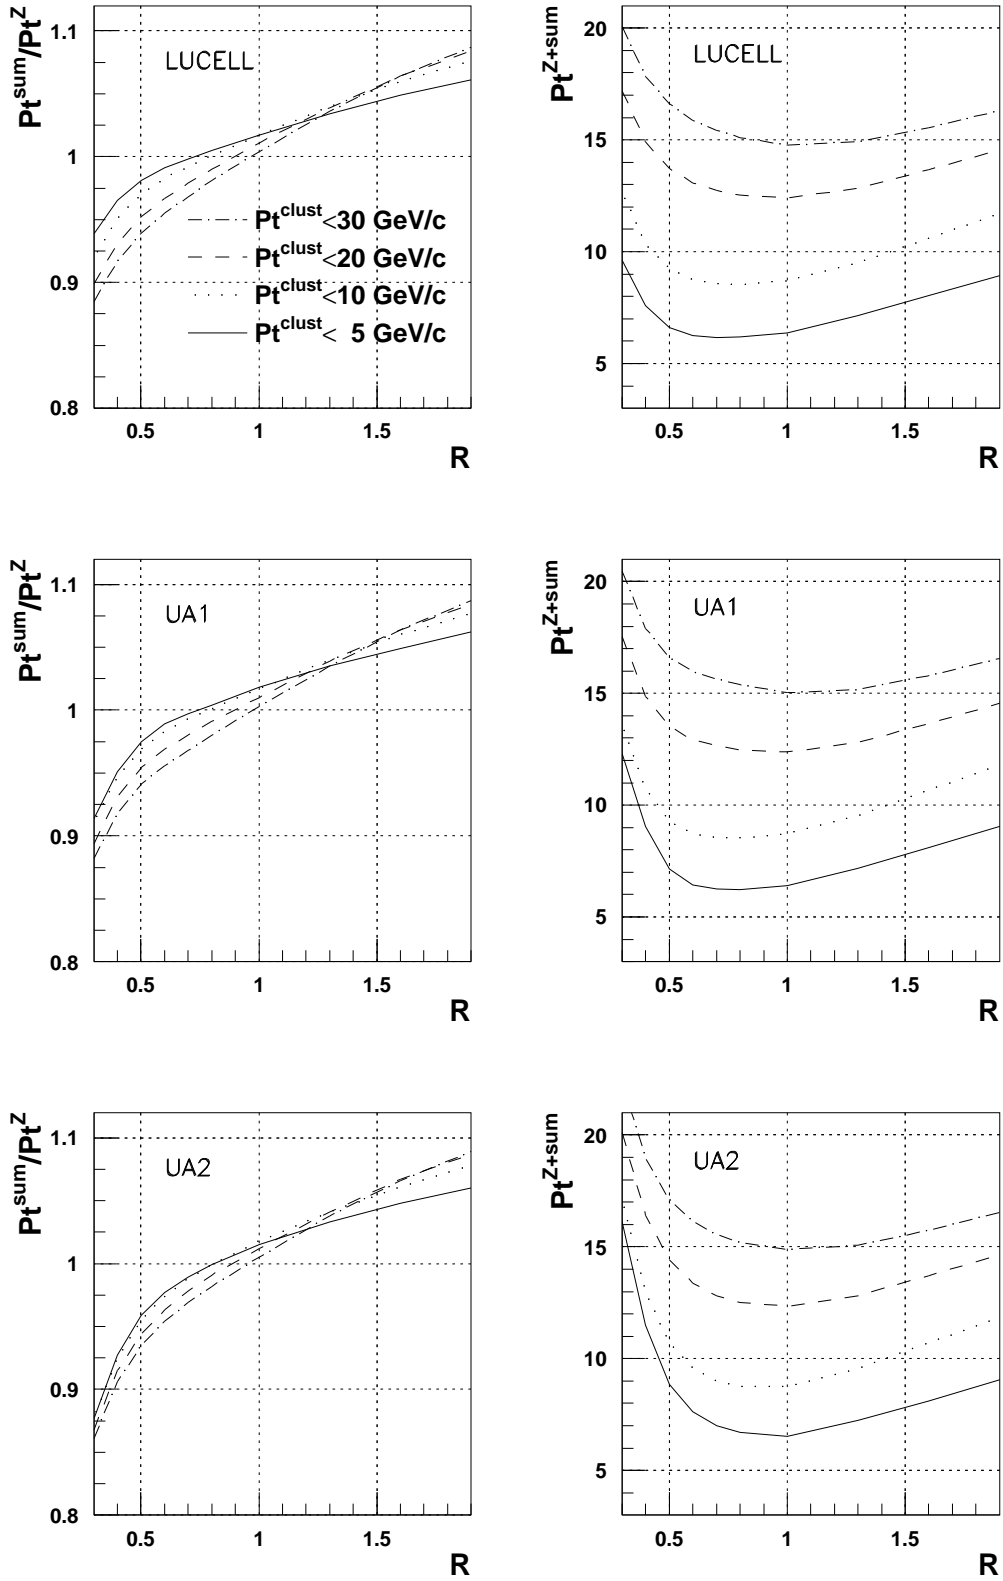 Pt^sum/Pt^Z
1.1
1
0.9
0.8
LUCELL
Pt^clust<30 GeV/c
Pt^clust<20 GeV/c
Pt^clust<10 GeV/c
Pt^clust< 5 GeV/c
0.5 1 1.5
R
Pt^Z+sum
20
15
10
5
LUCELL
0.5 1 1.5
R
Pt^sum/Pt^Z
1.1
1
0.9
0.8
UA1
0.5 1 1.5
R
Pt^Z+sum
20
15
10
5
UA1
0.5 1 1.5
R
Pt^sum/Pt^Z
1.1
1
0.9
0.8
UA2
0.5 1 1.5
R
Pt^Z+sum
20
15
10
5
UA2
0.5 1 1.5
R